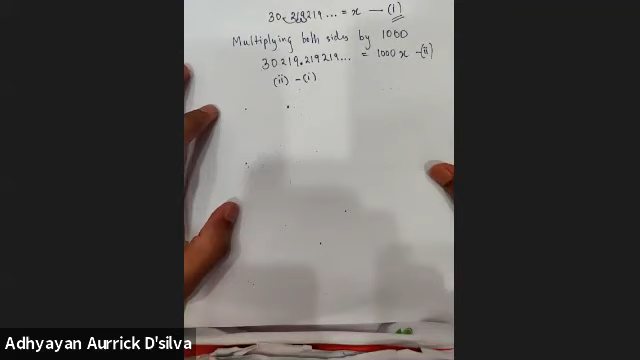 30.219219... = x — (i)
Multiplying both sides by 1000
30219.219219... = 1000x —(ii)
(ii) -(i)
Adhyayan Aurrick D'silva